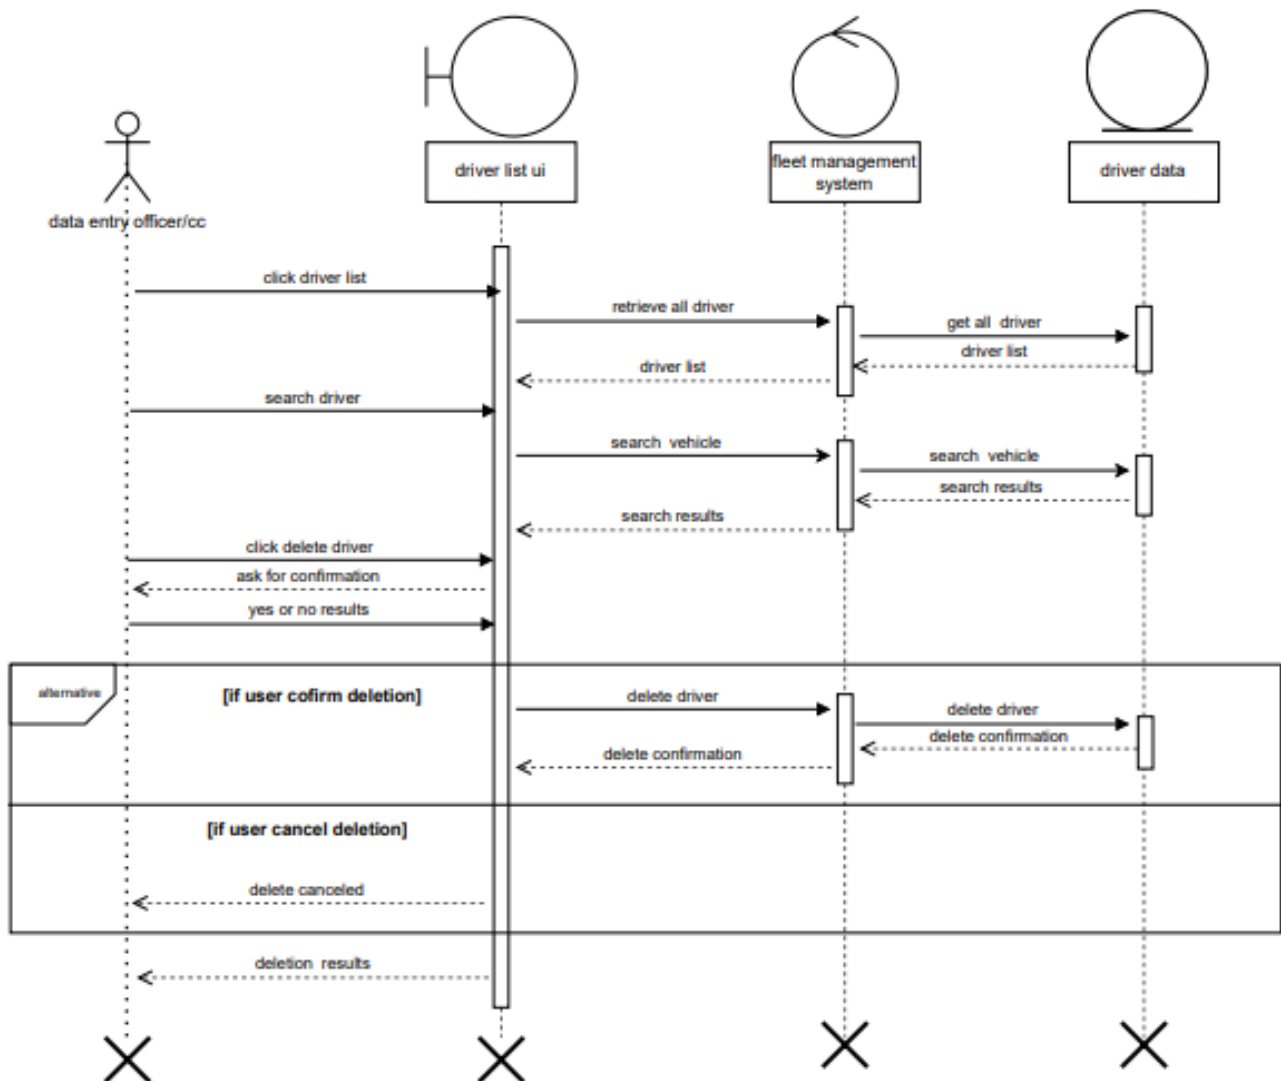 driver list ui
fleet management
system
driver data
data entry officer/cc
click driver list
retrieve all driver
get all driver
driver list
driver list
search driver
search vehicle
search vehicle
search results
search results
click delete driver
ask for confirmation
yes or no results
alternative
[if user cofirm deletion]
delete driver
delete driver
delete confirmation
delete confirmation
[if user cancel deletion]
delete canceled
deletion results